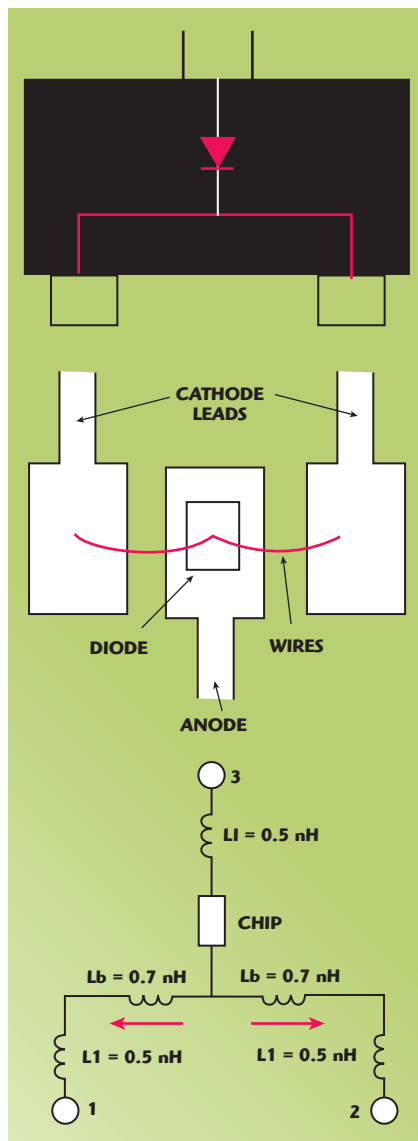 CATHODE
LEADS
DIODE
WIRES
ANODE
3
Ll = 0.5 nH
CHIP
Lb = 0.7 nH
Lb = 0.7 nH
L1 = 0.5 nH
L1 = 0.5 nH
1
2